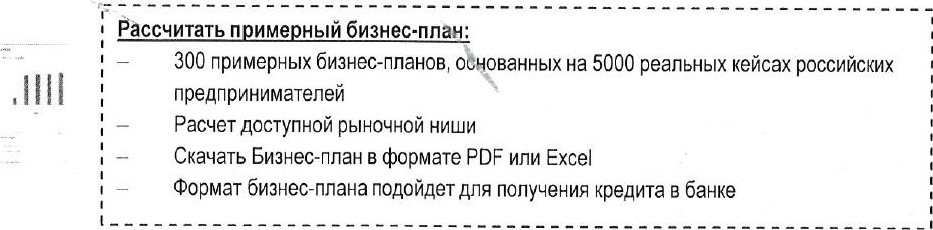 Рассчитать примерный бизнес-план:
– 300 примерных бизнес-планов, основанных на 5000 реальных кейсах российских
предпринимателей
– Расчет доступной рыночной ниши
– Скачать Бизнес-план в формате PDF или Excel
– Формат бизнес-плана подойдет для получения кредита в банке